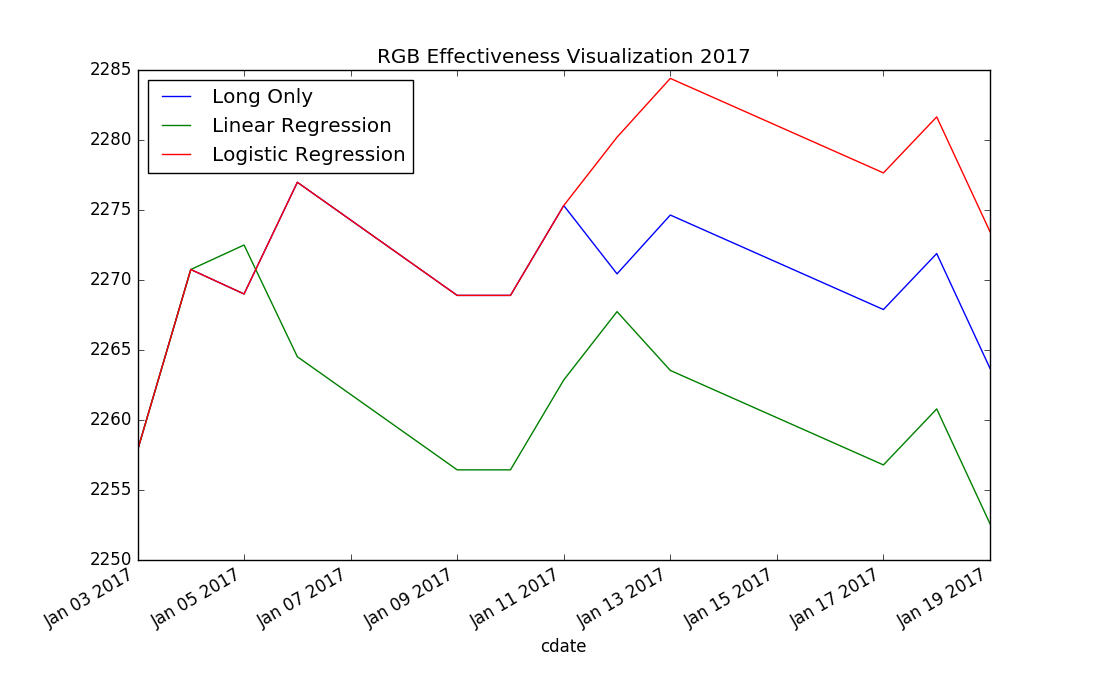 RGB Effectiveness Visualization 2017
2285
2280
2275
2270
2265
2260
2255
2250
Long Only
Linear Regression
Logistic Regression
Jan 03 2017
Jan 05 2017
Jan 07 2017
Jan 09 2017
Jan 11 2017
Jan 13 2017
Jan 15 2017
Jan 17 2017
Jan 19 2017
cdate